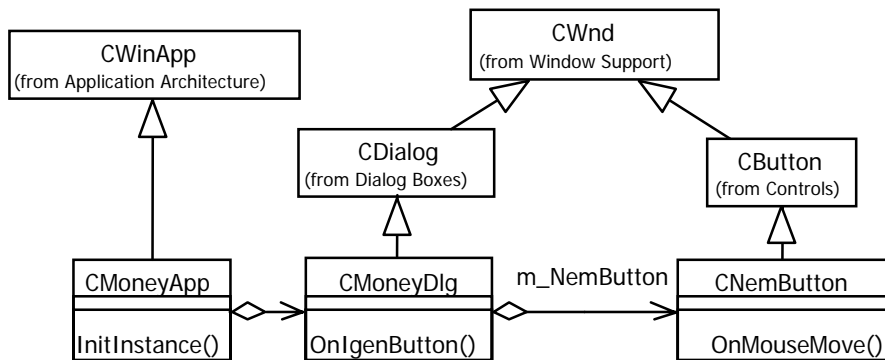 CWinApp
(from Application Architecture)
CWnd
(from Window Support)
CDialog
(from Dialog Boxes)
CButton
(from Controls)
CMoneyApp
InitInstance()
CMoneyDlg
OnIgenButton()
m_NemButton
CNemButton
OnMouseMove()